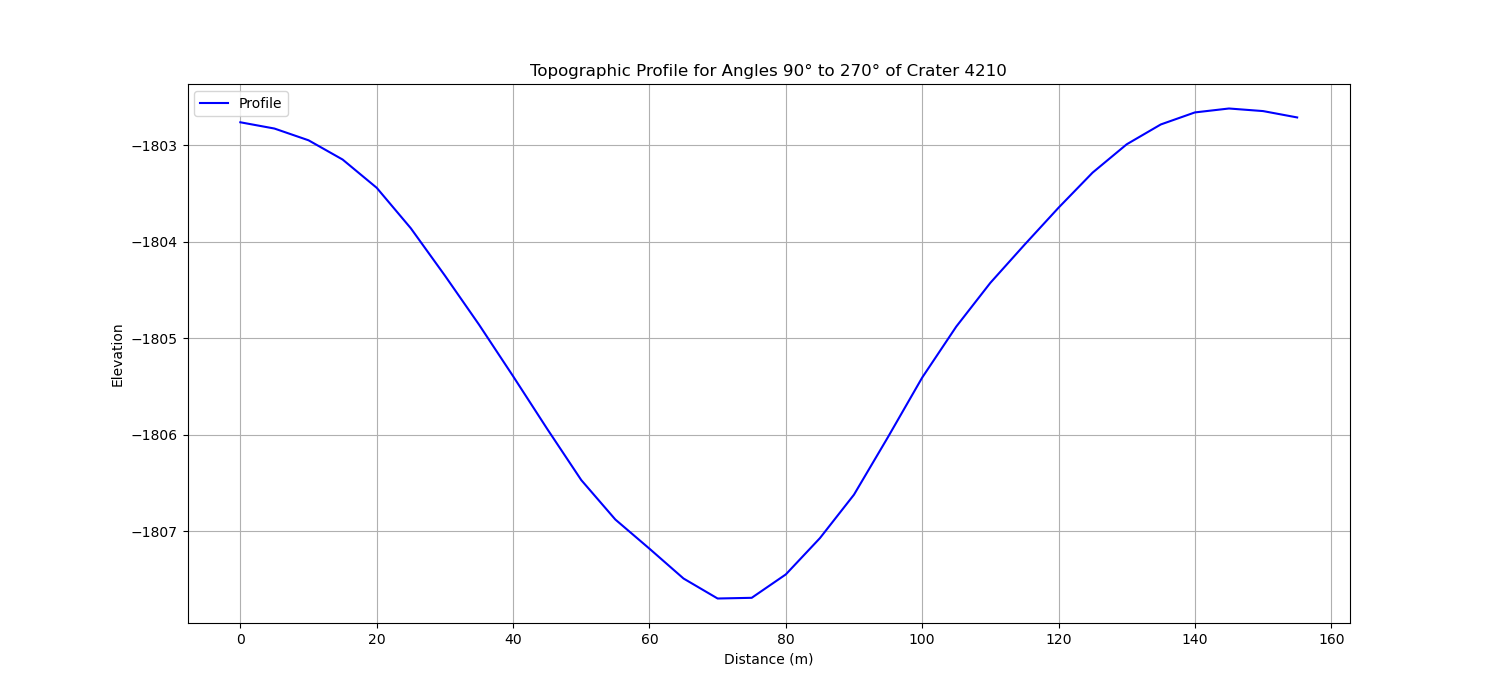 Topographic Profile for Angles 90° to 270° of Crater 4210
Profile
−1803
−1804
−1805
−1806
−1807
Elevation
0 20 40 60 80 100 120 140 160
Distance (m)